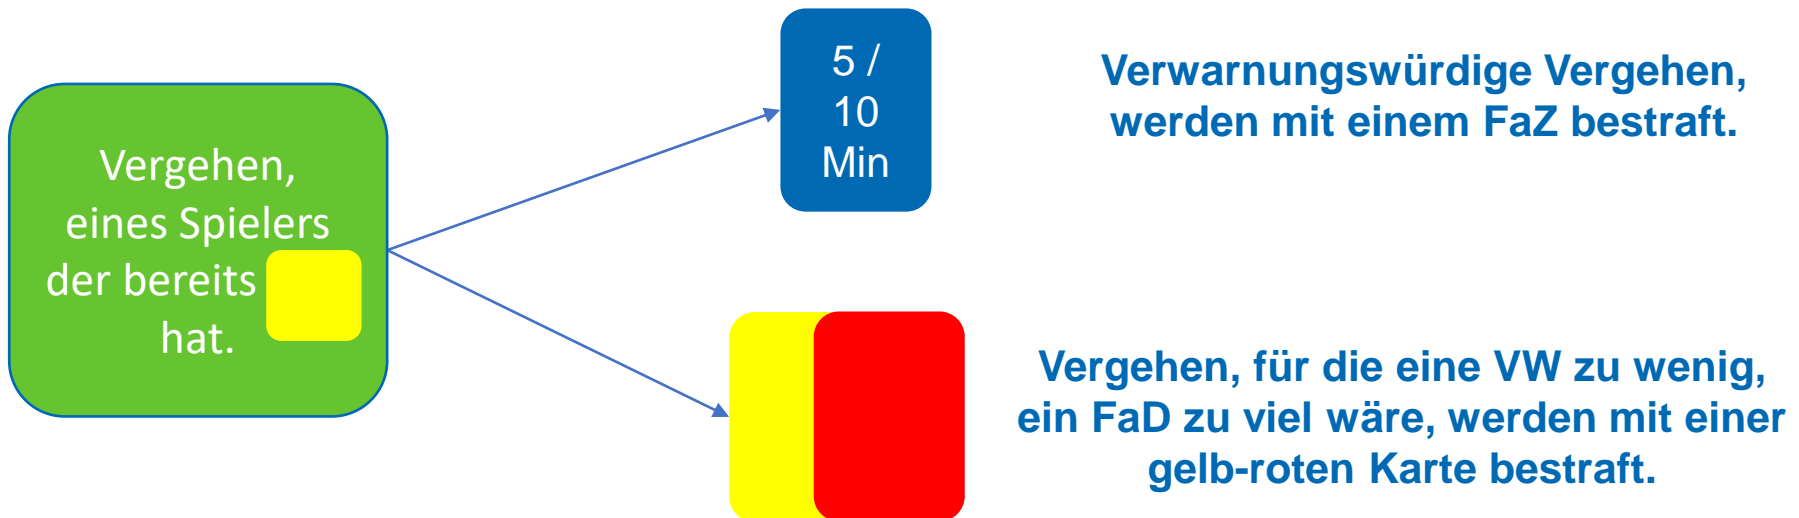 Vergehen,
eines Spielers
der bereits
hat.
5 /
10
Min
Verwarnungswürdige Vergehen,
werden mit einem FaZ bestraft.
Vergehen, für die eine VW zu wenig,
ein FaD zu viel wäre, werden mit einer
gelb-roten Karte bestraft.